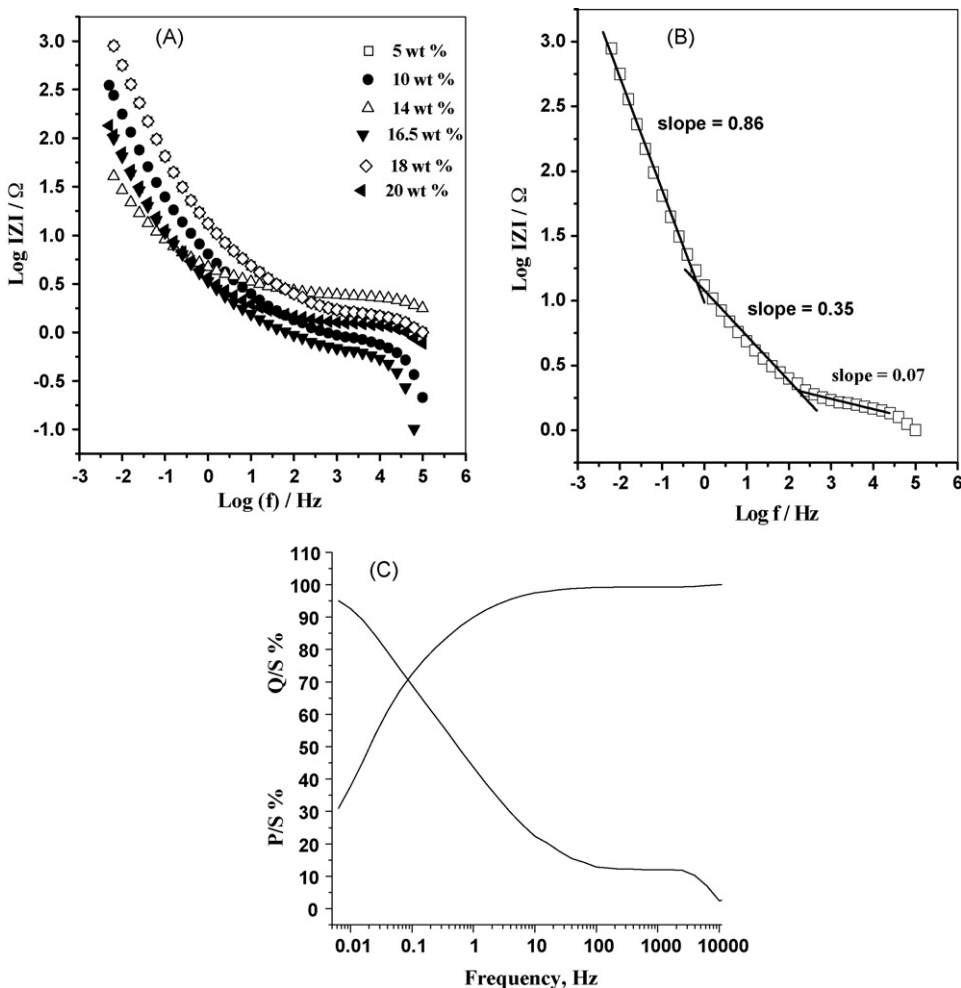 (A)
3.0
2.5
2.0
1.5
1.0
0.5
0.0
-0.5
-1.0
Log IZI / Ω
5 wt %
10 wt %
14 wt %
16.5 wt %
18 wt %
20 wt %
-3 -2 -1 0 1 2 3 4 5 6
Log (f) / Hz
(B)
3.0
2.5
2.0
1.5
1.0
0.5
0.0
Log IZI / Ω
slope = 0.86
slope = 0.35
slope = 0.07
-3 -2 -1 0 1 2 3 4 5 6
Log f / Hz
(C)
110
100
90
80
70
60
50
40
30
20
10
0
Q/S %
P/S %
0.01 0.1 1 10 100 1000 10000
Frequency, Hz